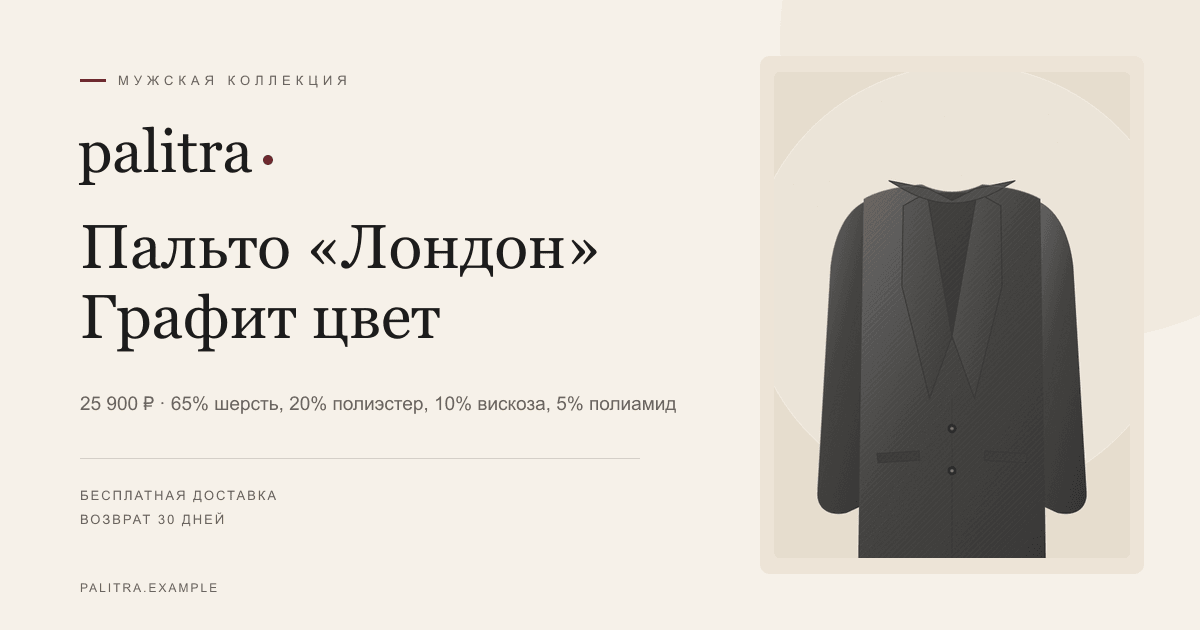 МУЖСКАЯ КОЛЛЕКЦИЯ
palitra
Пальто «Лондон»
Графит цвет
25 900 ₽ · 65% шерсть, 20% полиэстер, 10% вискоза, 5% полиамид
БЕСПЛАТНАЯ ДОСТАВКА
ВОЗВРАТ 30 ДНЕЙ
PALITRA.EXAMPLE